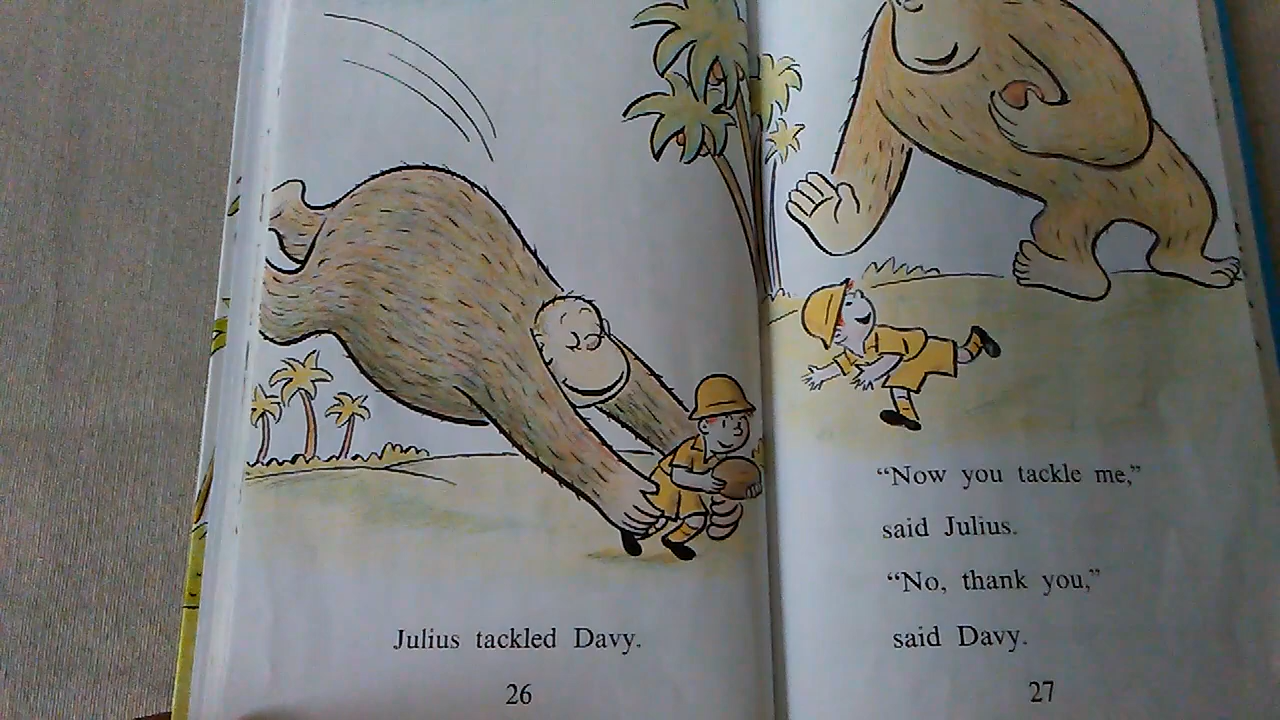 Julius tackled Davy.
26
“Now you tackle me,”
said Julius.
“No, thank you,”
said Davy.
27